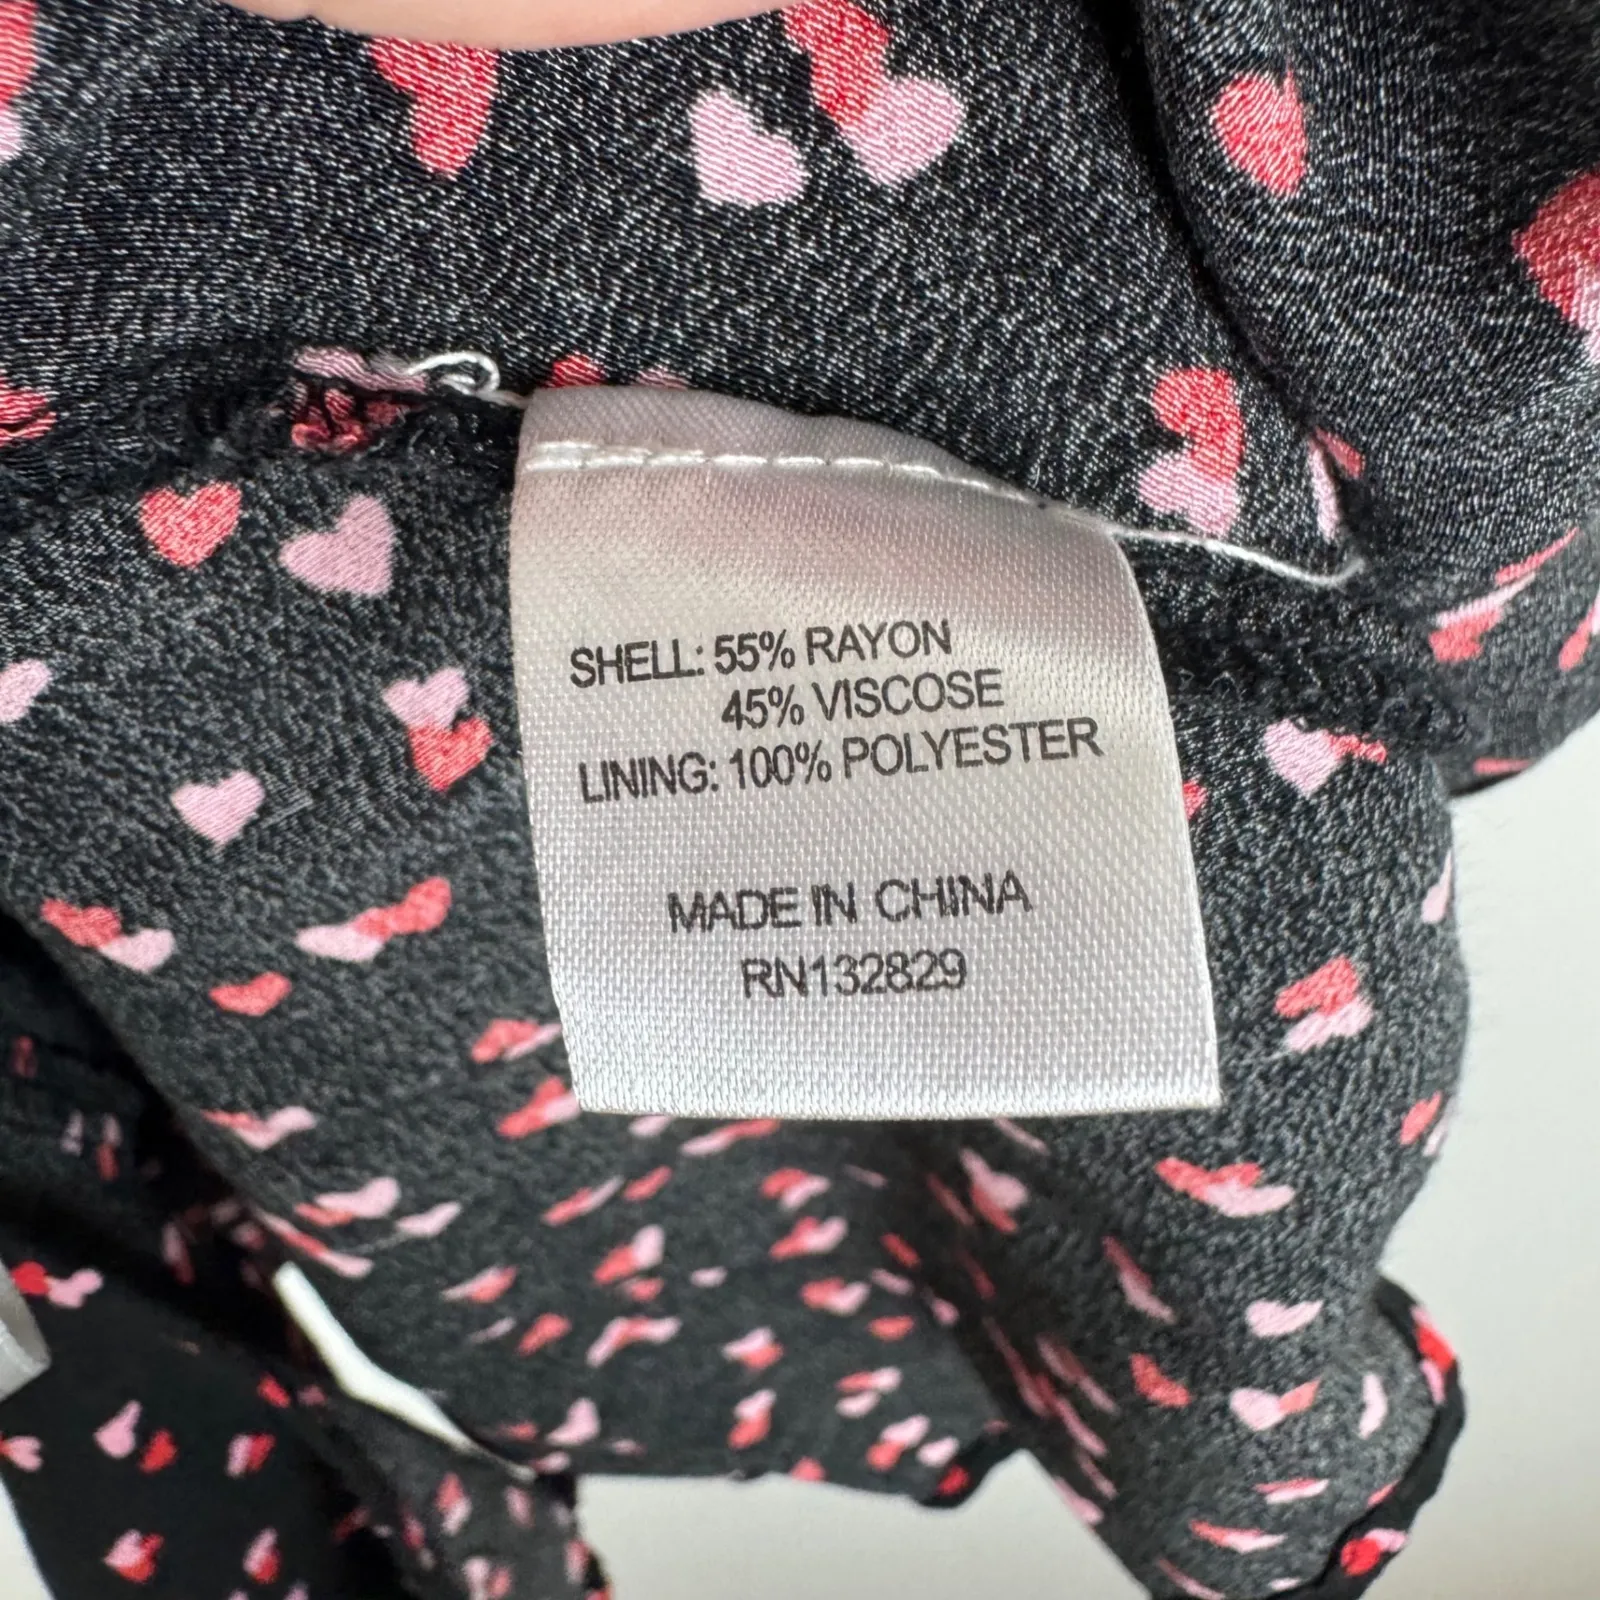 SHELL: 55% RAYON
45% VISCOSE
LINING: 100% POLYESTER
MADE IN CHINA
RN132829